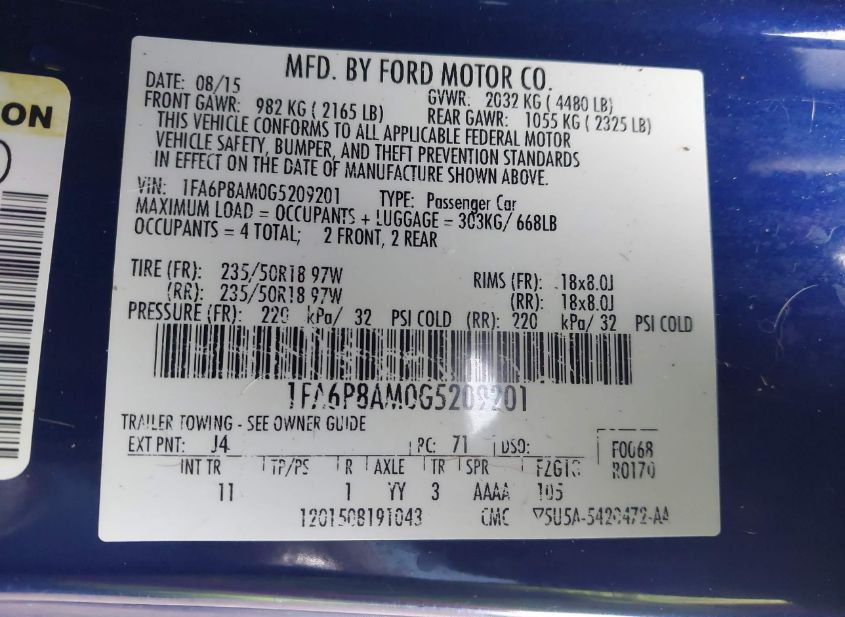 ON
MFD. BY FORD MOTOR CO.
DATE: 08/15 GVWR: 2032 KG ( 4480 LB)
FRONT GAWR: 982 KG ( 2165 LB) REAR GAWR: 1055 KG ( 2325 LB)
THIS VEHICLE CONFORMS TO ALL APPLICABLE FEDERAL MOTOR
VEHICLE SAFETY, BUMPER, AND THEFT PREVENTION STANDARDS
IN EFFECT ON THE DATE OF MANUFACTURE SHOWN ABOVE.
VIN: 1FA6P8AM0G5209201 TYPE: Passenger Car
MAXIMUM LOAD = OCCUPANTS + LUGGAGE = 303KG/ 668LB
OCCUPANTS = 4 TOTAL; 2 FRONT, 2 REAR
TIRE (FR): 235/50R18 97W RIMS (FR): 18x8.0J
(RR): 235/50R18 97W (RR): 18x8.0J
PRESSURE (FR): 220 kPa/ 32 PSI COLD (RR): 220 kPa/ 32 PSI COLD
1FA6P8AM0G5209201
TRAILER TOWING - SEE OWNER GUIDE
EXT PNT: J4 RC: 71 DSO: F0068
INT TR TP/PS R AXLE TR SPR R0170
11 1 YY 3 AAAA 105
1201508191043 CMC ▽5U5A-5420472-AA